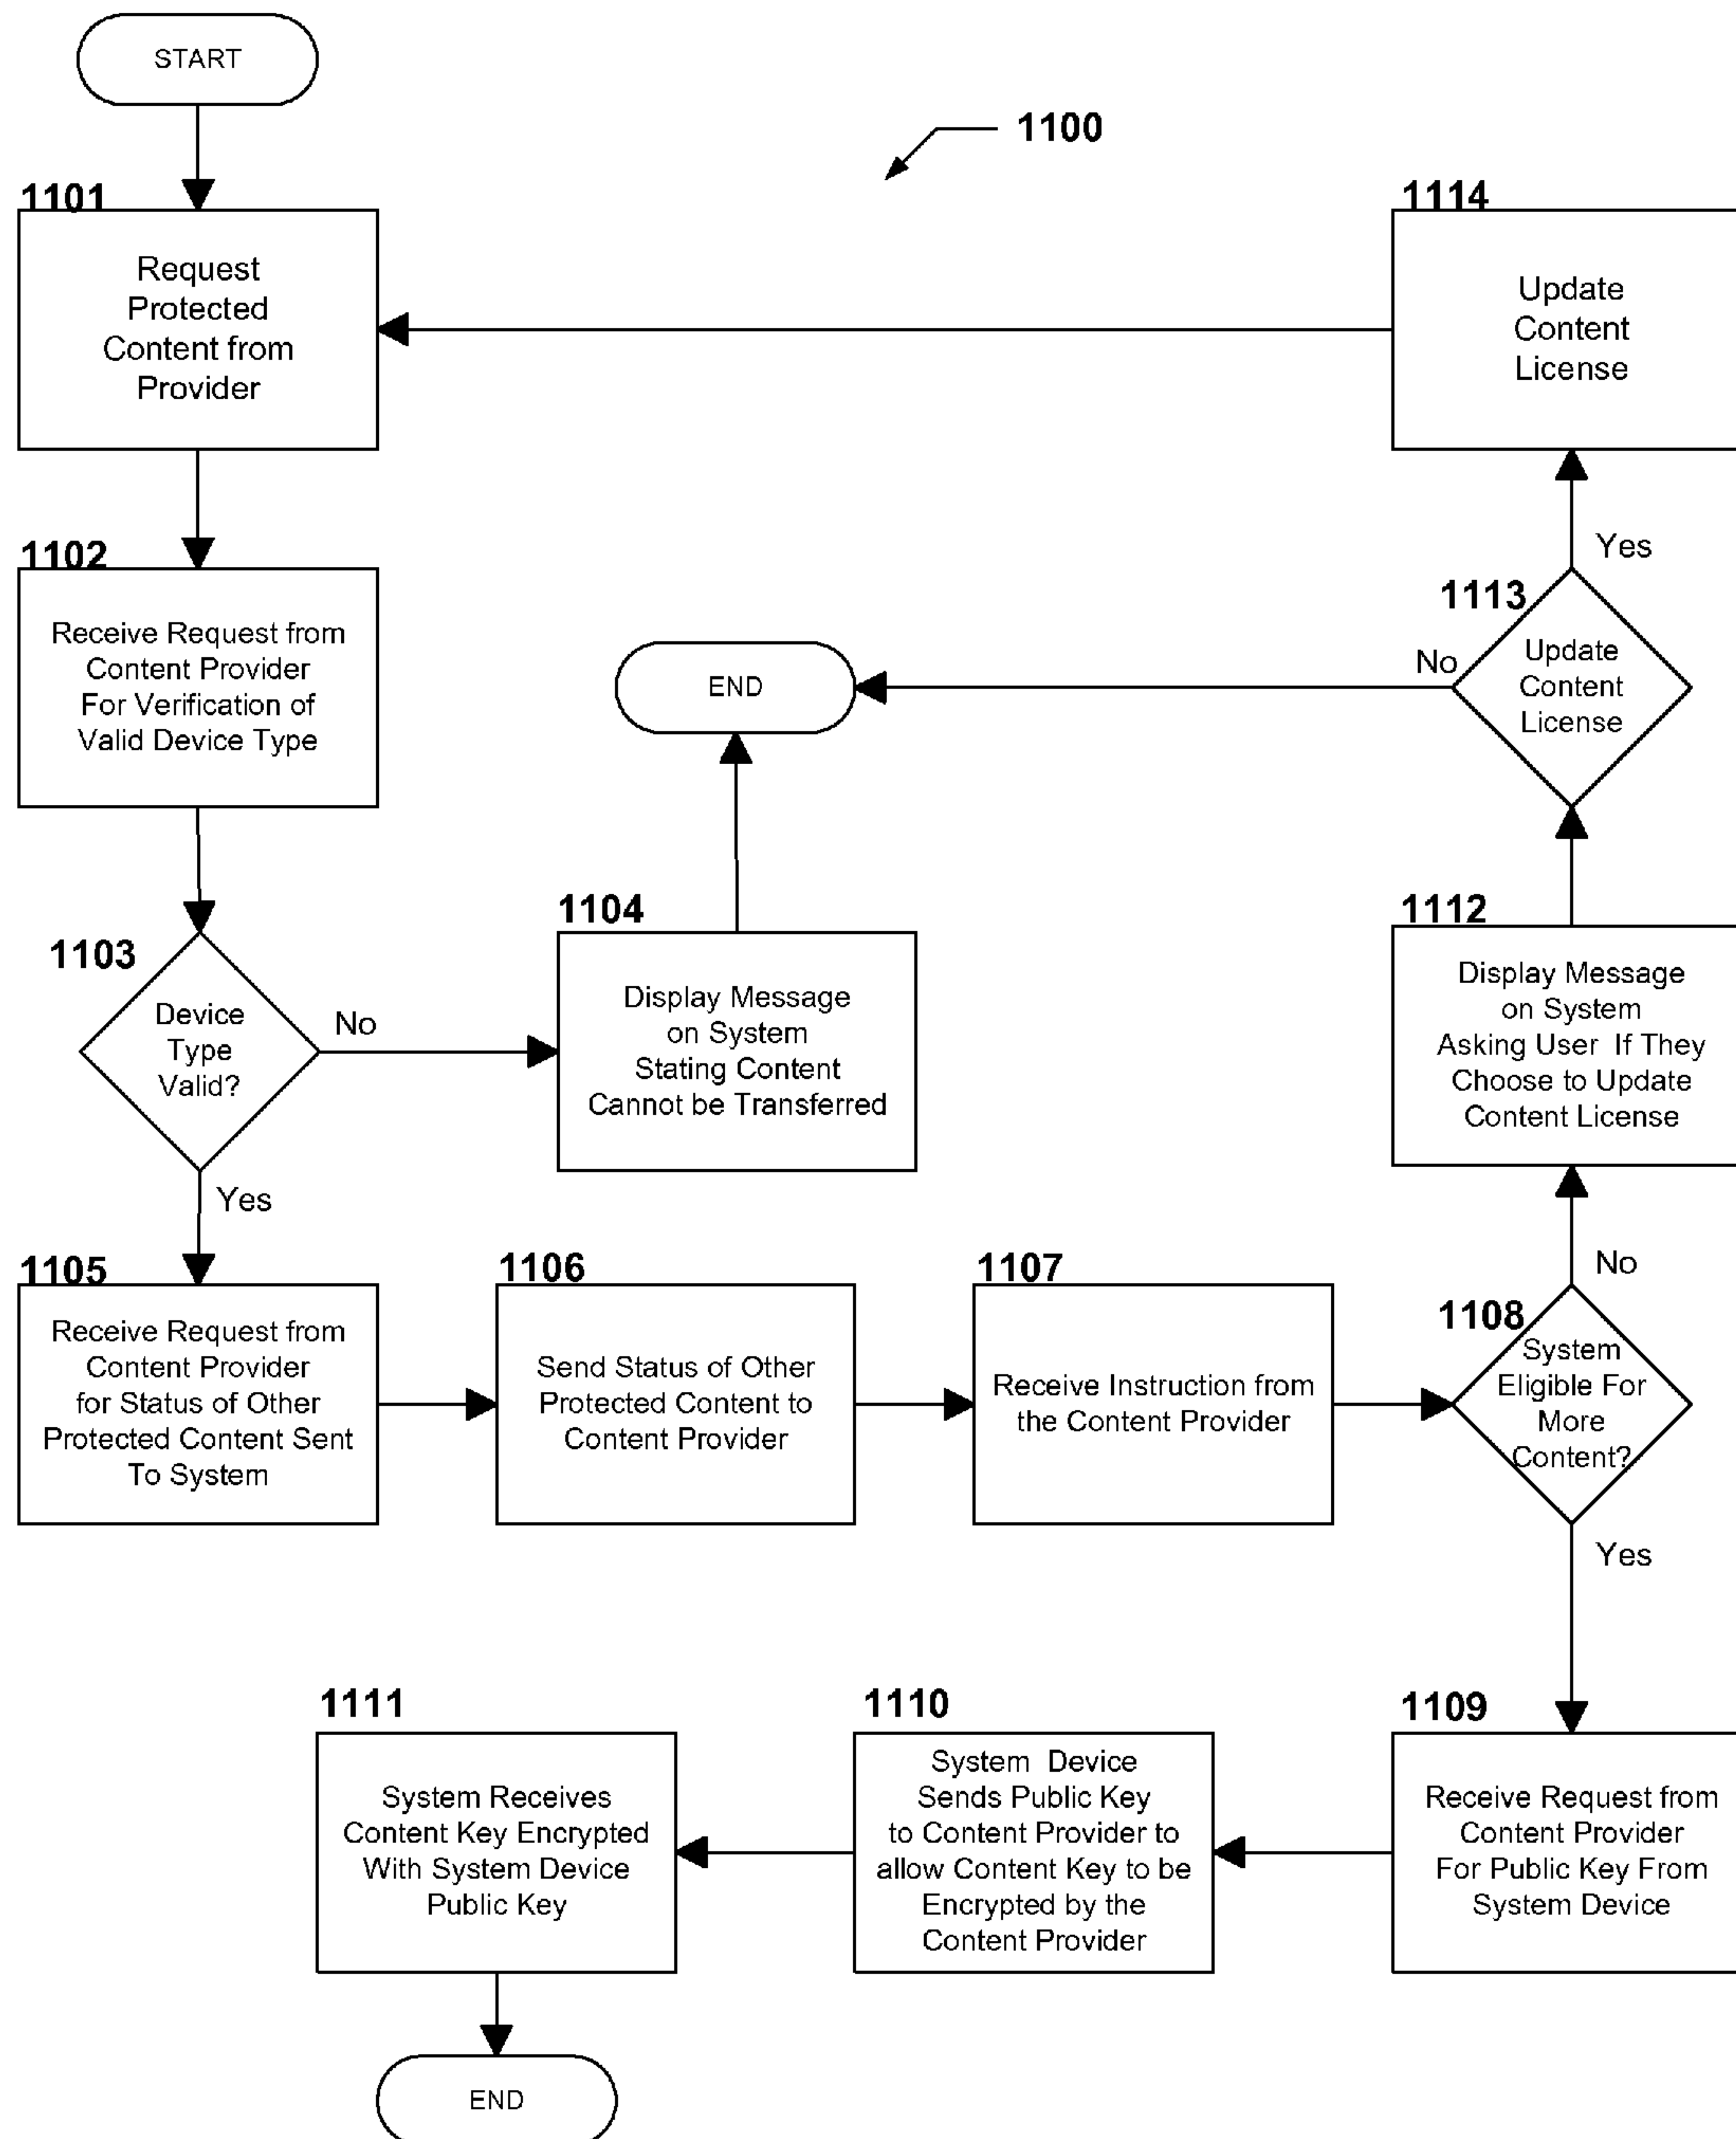 START
1100
1101
Request
Protected
Content from
Provider
1114
Update
Content
License
1102
Receive Request from
Content Provider
For Verification of
Valid Device Type
END
No
1113
Update
Content
License
Yes
1103
Device
Type
Valid?
No
Yes
1104
Display Message
on System
Stating Content
Cannot be Transferred
1112
Display Message
on System
Asking User If They
Choose to Update
Content License
1105
Receive Request from
Content Provider
for Status of Other
Protected Content Sent
To System
1106
Send Status of Other
Protected Content to
Content Provider
1107
Receive Instruction from
the Content Provider
1108
System
Eligible For
More
Content?
No
Yes
1111
System Receives
Content Key Encrypted
With System Device
Public Key
1110
System Device
Sends Public Key
to Content Provider to
allow Content Key to be
Encrypted by the
Content Provider
1109
Receive Request from
Content Provider
For Public Key From
System Device
END